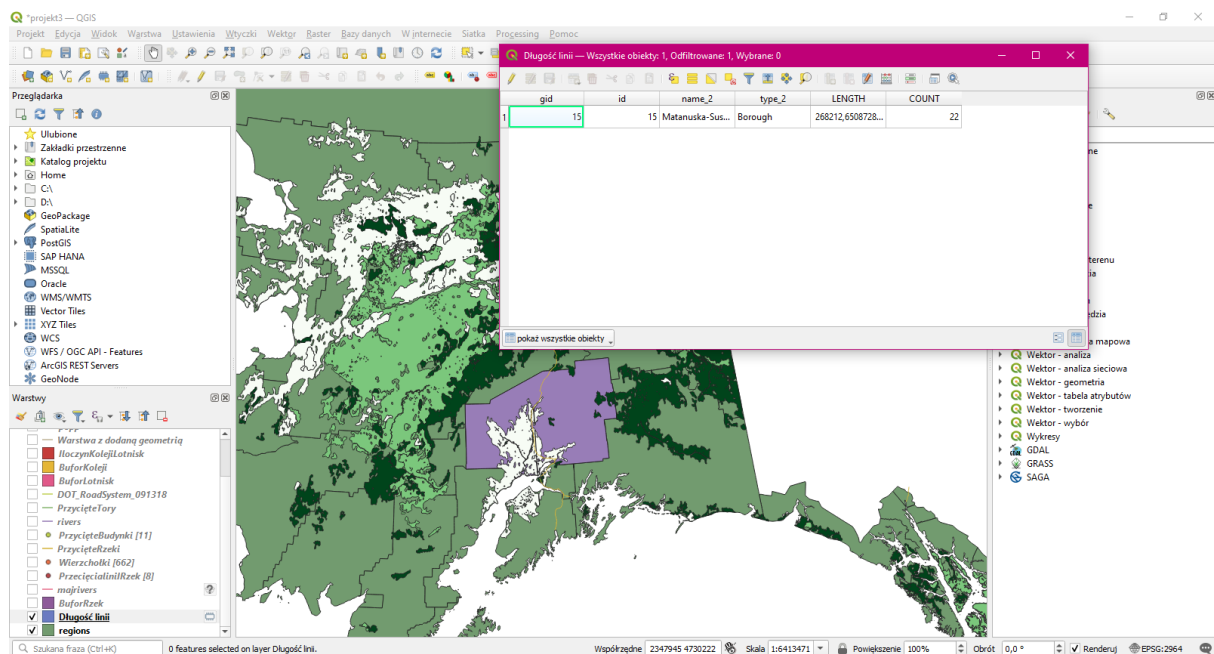 *projekt3 — QGIS
Projekt Edycja Widok Warstwa Ustawienia Wtyczki Wektor Raster Bazy danych W internecie Siatka Processing Pomoc
Długość linii — Wszystkie obiekty: 1, Odfiltrowane: 1, Wybrane: 0
gid id name_2 type_2 LENGTH COUNT
1 15 15 Matanuska-Sus... Borough 268212,6508728... 22
pokaż wszystkie obiekty
Przeglądarka
Ulubione
Zakładki przestrzenne
Katalog projektu
Home
C:\
D:\
GeoPackage
SpatiaLite
PostGIS
SAP HANA
MSSQL
Oracle
WMS/WMTS
Vector Tiles
XYZ Tiles
WCS
WFS / OGC API - Features
ArcGIS REST Servers
GeoNode
Warstwy
Warstwa z dodaną geometrią
IloczynKolejiLotnisk
BuforKoleji
BuforLotnisk
DOT_RoadSystem_091318
PrzycięteTory
rivers
PrzycięteBudynki [11]
PrzycięteRzeki
Wierzchołki [662]
PrzecięcialiniiRzek [8]
majrivers
?
BuforRzek
Długość linii
regions
ne
e
terenu
ia
edzia
a mapowa
Wektor - analiza
Wektor - analiza sieciowa
Wektor - geometria
Wektor - tabela atrybutów
Wektor - tworzenie
Wektor - wybór
Wykresy
GDAL
GRASS
SAGA
Szukana fraza (Ctrl+K)
0 features selected on layer Długość linii.
Współrzędne 2347945 4730222 Skala 1:6413471 Powiększenie 100% Obrót 0,0 ° Renderuj EPSG:2964